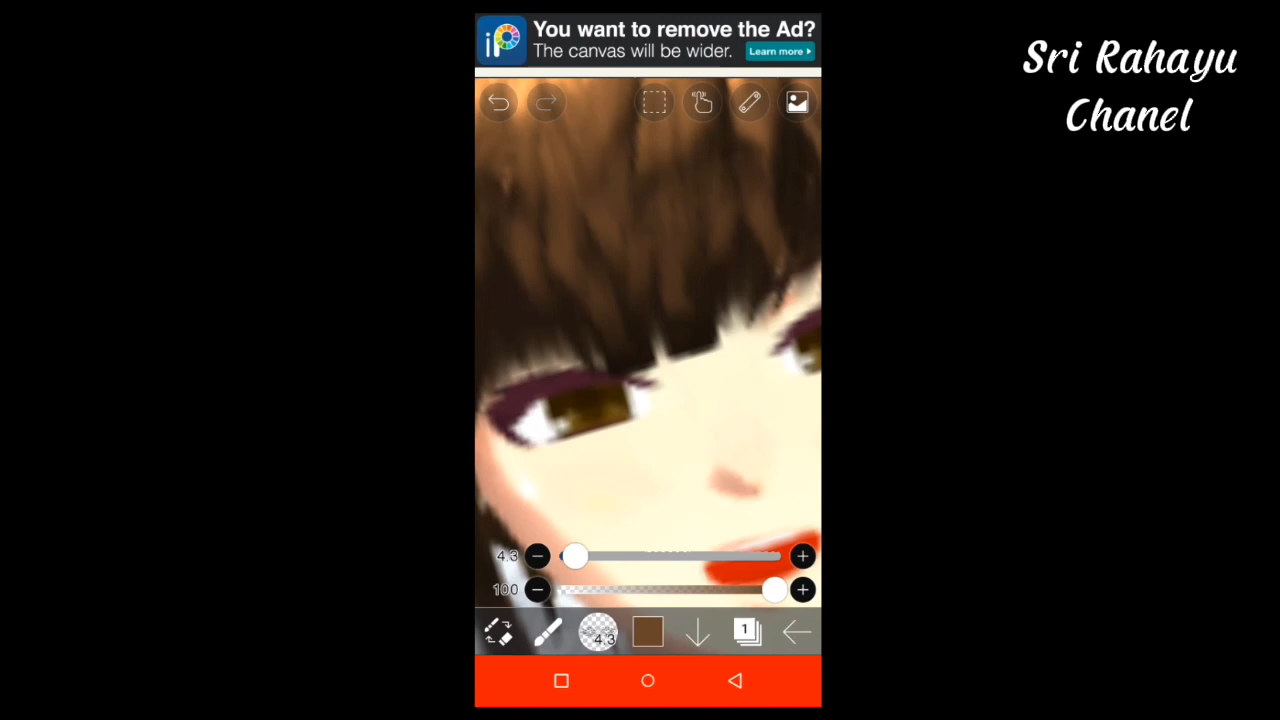 iP
You want to remove the Ad?
The canvas will be wider.
Learn more
Sri Rahayu
Chanel
4.3
100
4.3
1